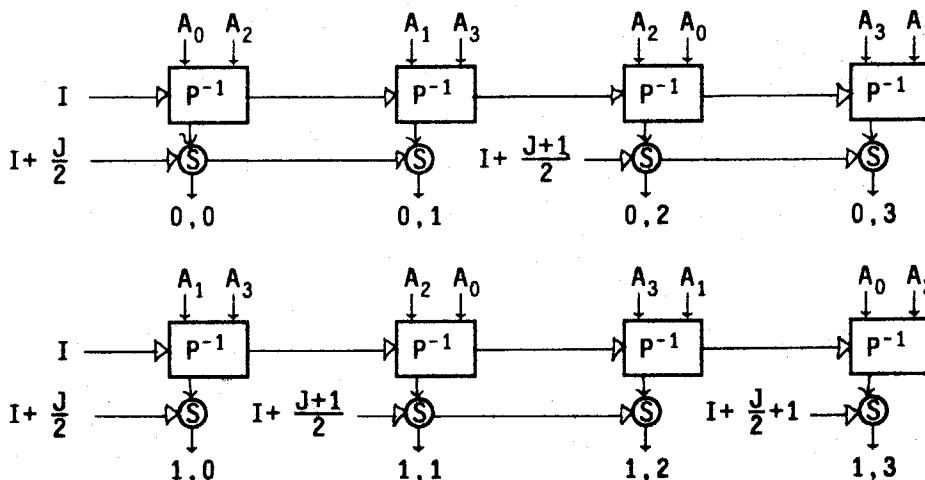 A₀ A₂ A₁ A₃ A₂ A₀ A₃ A
I P⁻¹ P⁻¹ P⁻¹ P⁻¹
I+ J/2 S S I+ (J+1)/2 S S
0,0 0,1 0,2 0,3
A₁ A₃ A₂ A₀ A₃ A₁ A₀ A
I P⁻¹ P⁻¹ P⁻¹ P⁻¹
I+ J/2 S I+ (J+1)/2 S S I+ J/2 +1 S
1,0 1,1 1,2 1,3